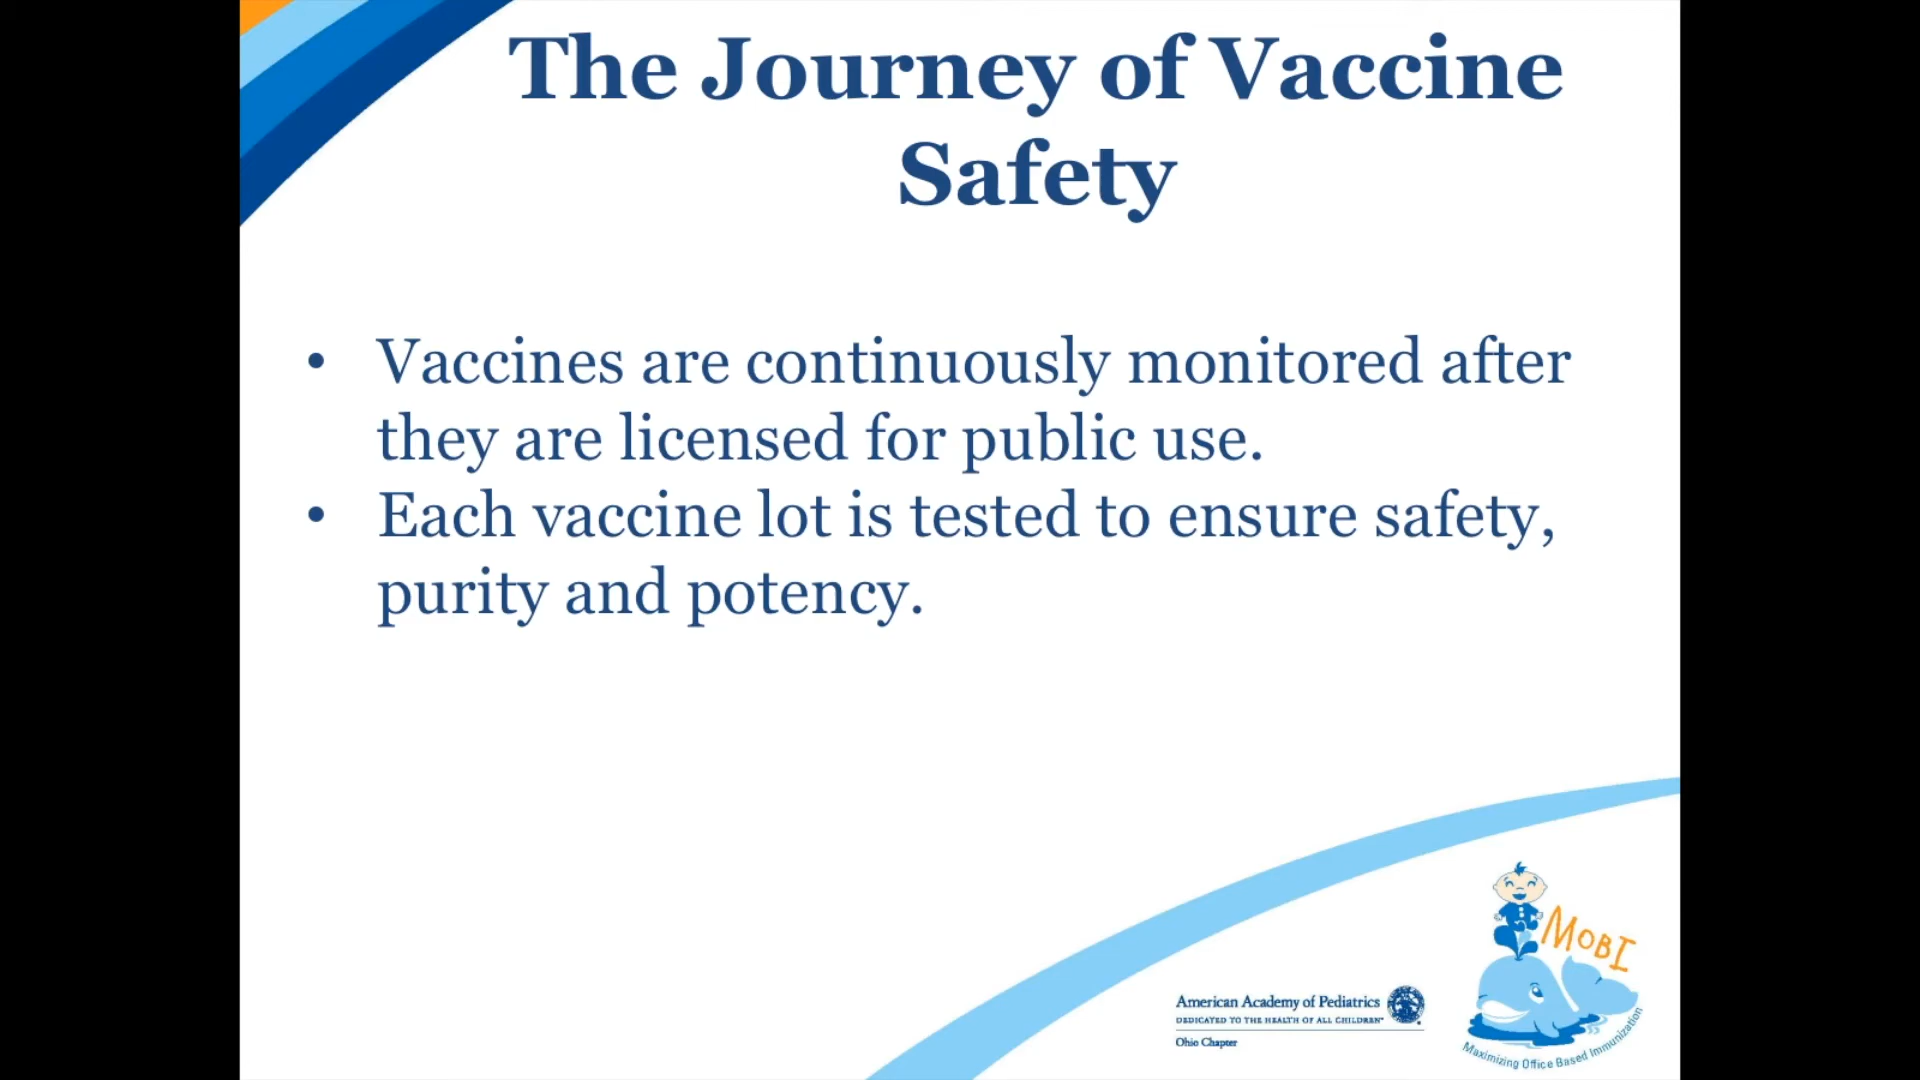 The Journey of Vaccine
Safety
• Vaccines are continuously monitored after
they are licensed for public use.
• Each vaccine lot is tested to ensure safety,
purity and potency.
American Academy of Pediatrics
DEDICATED TO THE HEALTH OF ALL CHILDREN™
Ohio Chapter
MOBI
Maximizing Office Based Immunization